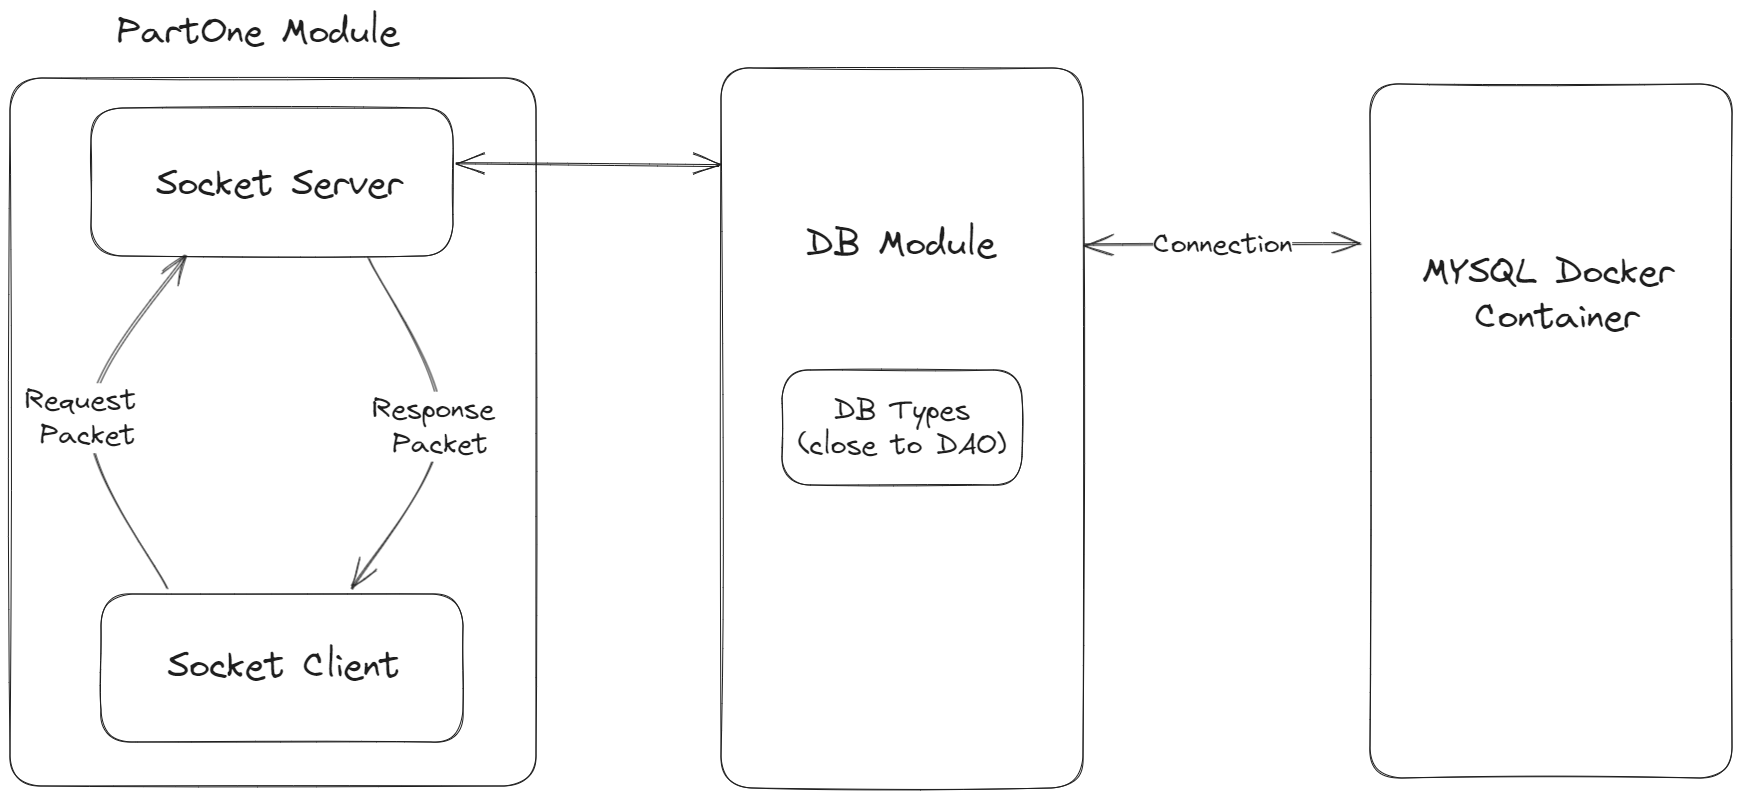 PartOne Module
Socket Server
Request
Packet
Response
Packet
Socket Client
DB Module
DB Types
(close to DAO)
Connection
MYSQL Docker
Container